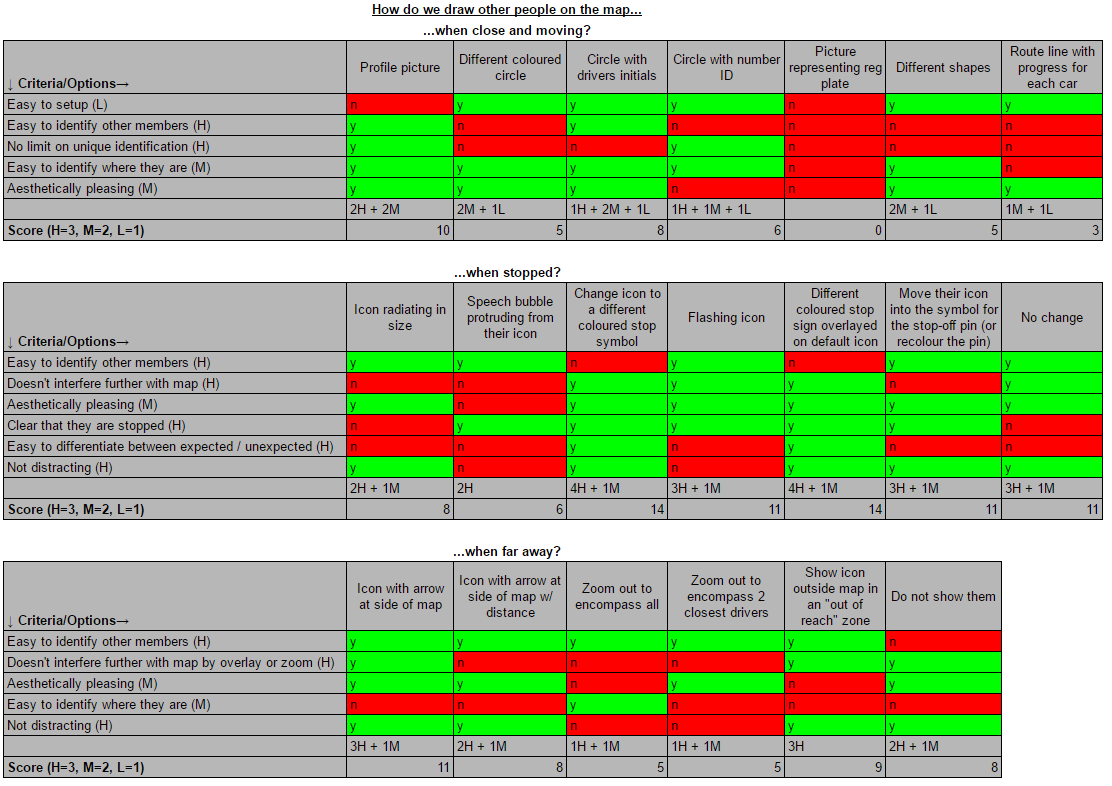 How do we draw other people on the map...
...when close and moving?
↓ Criteria/Options→ Profile picture Different coloured circle Circle with drivers initials Circle with number ID Picture representing reg plate Different shapes Route line with progress for each car
Easy to setup (L) n y y y n y y
Easy to identify other members (H) y n y n n n n
No limit on unique identification (H) y n n y n n n
Easy to identify where they are (M) y y y y n y n
Aesthetically pleasing (M) y y y n n y y
2H + 2M 2M + 1L 1H + 2M + 1L 1H + 1M + 1L 2M + 1L 1M + 1L
Score (H=3, M=2, L=1) 10 5 8 6 0 5 3
...when stopped?
↓ Criteria/Options→ Icon radiating in size Speech bubble protruding from their icon Change icon to a different coloured stop symbol Flashing icon Different coloured stop sign overlayed on default icon Move their icon into the symbol for the stop-off pin (or recolour the pin) No change
Easy to identify other members (H) y y n y n y y
Doesn't interfere further with map (H) n n y y y n y
Aesthetically pleasing (M) y n y y y y y
Clear that they are stopped (H) n y y y y y n
Easy to differentiate between expected / unexpected (H) n n y n y n n
Not distracting (H) y n y n y y y
2H + 1M 2H 4H + 1M 3H + 1M 4H + 1M 3H + 1M 3H + 1M
Score (H=3, M=2, L=1) 8 6 14 11 14 11 11
...when far away?
↓ Criteria/Options→ Icon with arrow at side of map Icon with arrow at side of map w/ distance Zoom out to encompass all Zoom out to encompass 2 closest drivers Show icon outside map in an "out of reach" zone Do not show them
Easy to identify other members (H) y y y y y n
Doesn't interfere further with map by overlay or zoom (H) y n n n y y
Aesthetically pleasing (M) y y n y n y
Easy to identify where they are (M) n n y n n n
Not distracting (H) y y n n y y
3H + 1M 2H + 1M 1H + 1M 1H + 1M 3H 2H + 1M
Score (H=3, M=2, L=1) 11 8 5 5 9 8